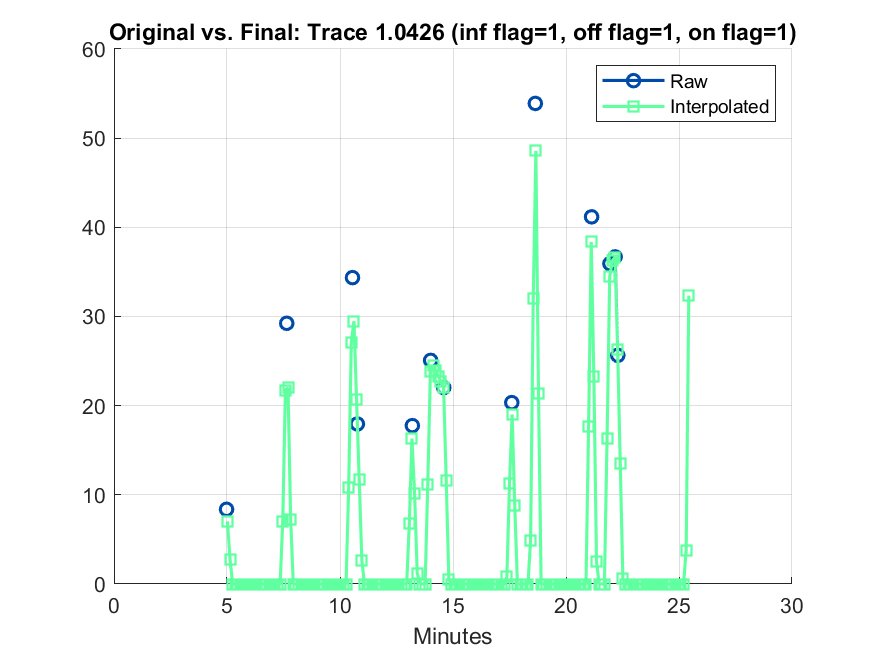 Original vs. Final: Trace 1.0426 (inf flag=1, off flag=1, on flag=1)
60
50
40
30
20
10
0
Raw
Interpolated
0 5 10 15 20 25 30
Minutes